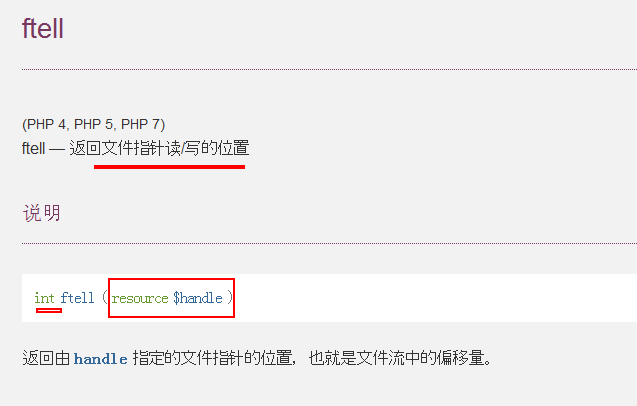 ftell
(PHP 4, PHP 5, PHP 7)
ftell — 返回文件指针读/写的位置
说明
int ftell ( resource $handle )
返回由 handle 指定的文件指针的位置，也就是文件流中的偏移量。